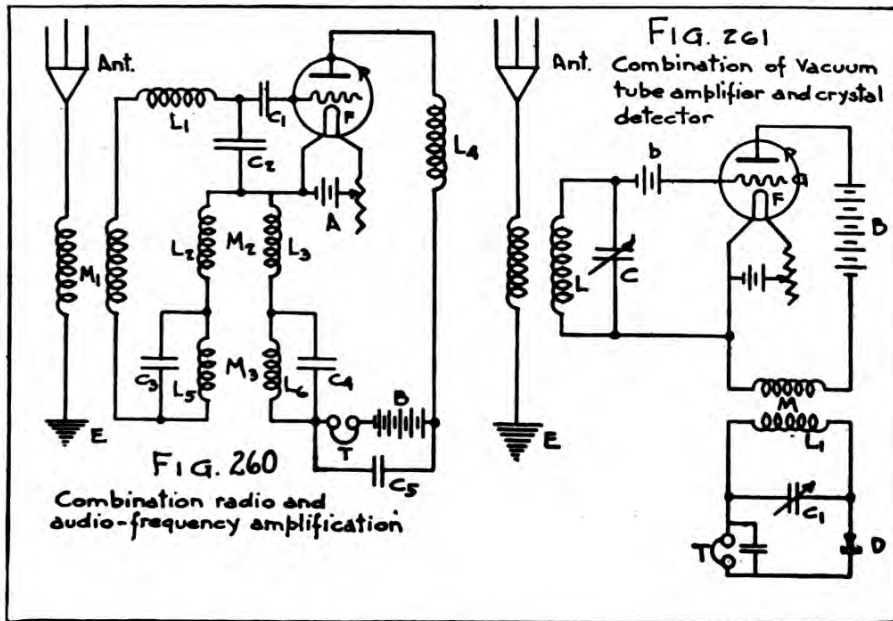 Ant.
L1
C1
P
F
C2
L4
A
M1
L2
M2
L3
C3
L5
M3
L6
C4
B
T
C5
E
FIG. 260
Combination radio and
audio-frequency amplification
FIG. 261
Ant.
Combination of Vacuum
tube amplifier and crystal
detector
b
P
G
F
B
L
C
M
L1
E
C1
T
D